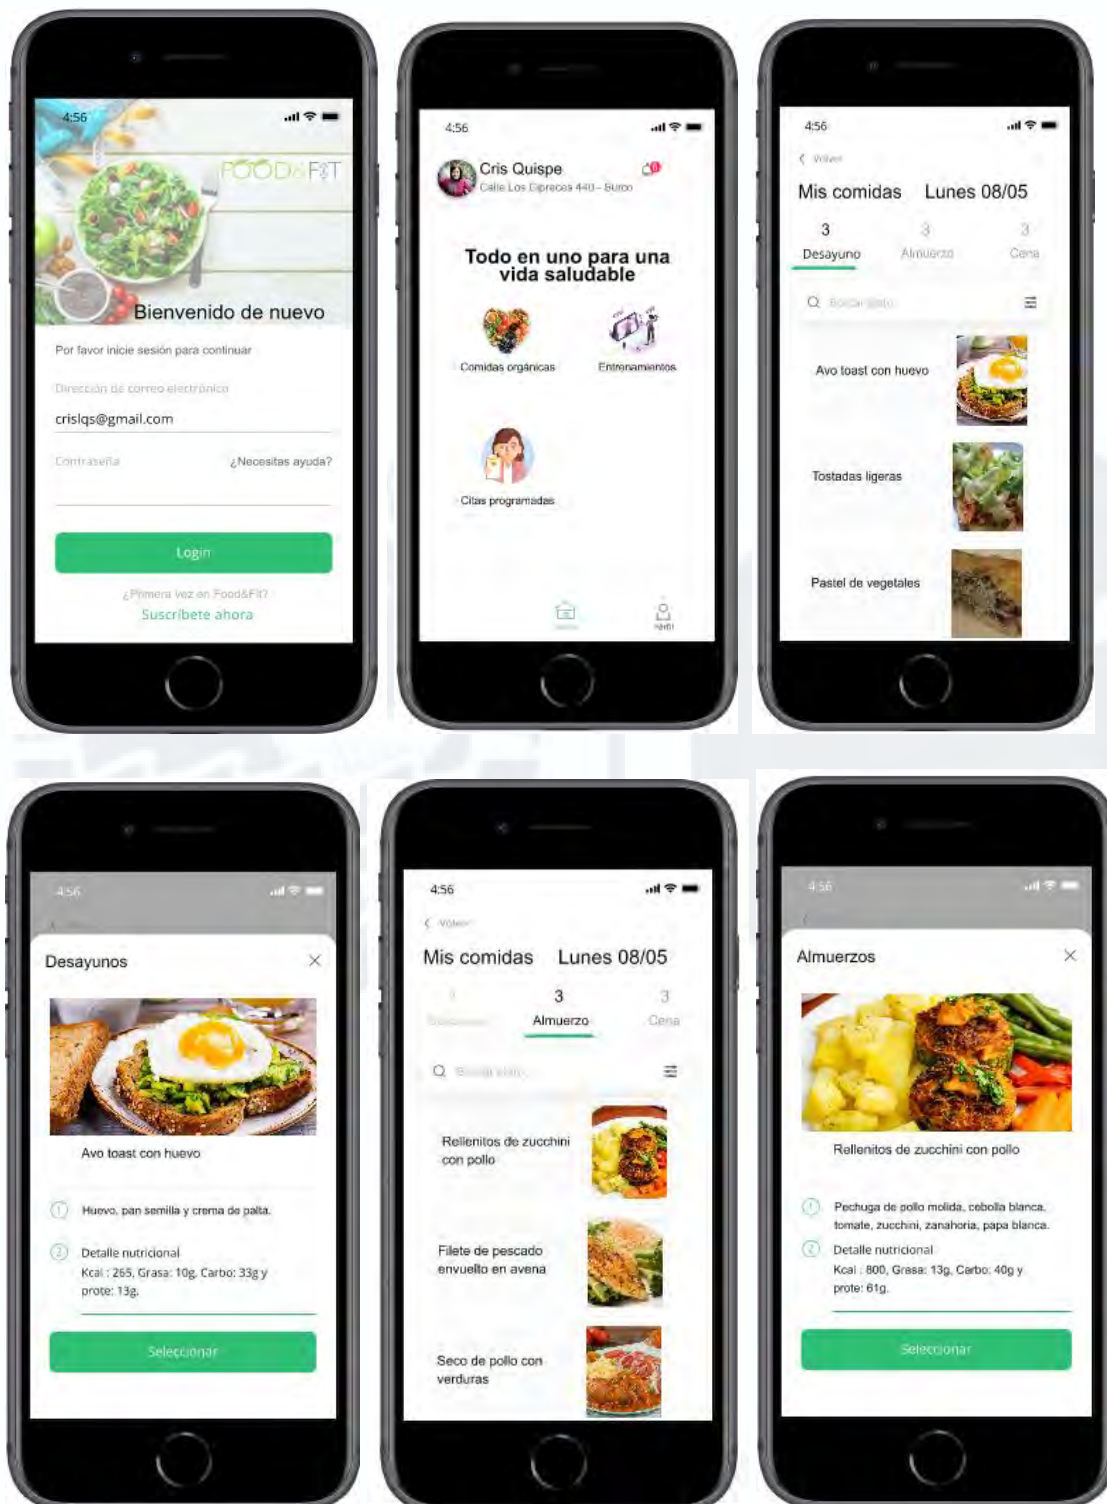 4:56
FOOD&FIT
Bienvenido de nuevo
Por favor inicie sesión para continuar
Dirección de correo electrónico
crislqs@gmail.com
Contraseña ¿Necesitas ayuda?
Login
¿Primera vez en Food&Fit?
Suscríbete ahora
4:56
Cris Quispe
Calle Los Cipreces 440 - Surco
Todo en uno para una
vida saludable
Comidas orgánicas Entrenamientos
Citas programadas
Perfil
4:56
Volver
Mis comidas Lunes 08/05
3 3 3
Desayuno Almuerzo Cena
Buscar plato
Avo toast con huevo
Tostadas ligeras
Pastel de vegetales
4:56
Desayunos
Avo toast con huevo
1 Huevo, pan semilla y crema de palta.
2 Detalle nutricional
Kcal : 265, Grasa: 10g, Carbo: 33g y
prote: 13g.
Seleccionar
4:56
Volver
Mis comidas Lunes 08/05
3 3
Almuerzo Cena
Buscar plato
Rellenitos de zucchini
con pollo
Filete de pescado
envuelto en avena
Seco de pollo con
verduras
4:56
Almuerzos
Rellenitos de zucchini con pollo
1 Pechuga de pollo molida, cebolla blanca,
tomate, zucchini, zanahoria, papa blanca.
2 Detalle nutricional
Kcal : 800, Grasa: 13g, Carbo: 40g y
prote: 61g.
Seleccionar